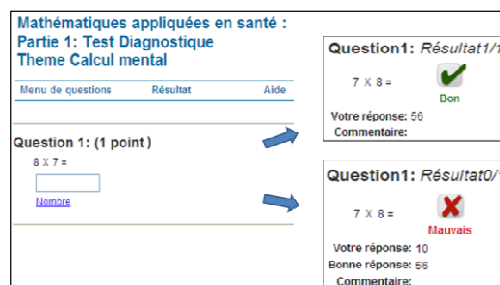 Mathématiques appliquées en santé :
Partie 1: Test Diagnostique
Theme Calcul mental
Menu de questions Résultat Aide
Question 1: (1 point)
8 X 7 =
Nombre
Question1: Résultat1/1
7 X 8 =
Bon
Votre réponse: 56
Commentaire:
Question1: Résultat0/1
7 X 8 =
Mauvais
Votre réponse: 10
Bonne réponse: 56
Commentaire: